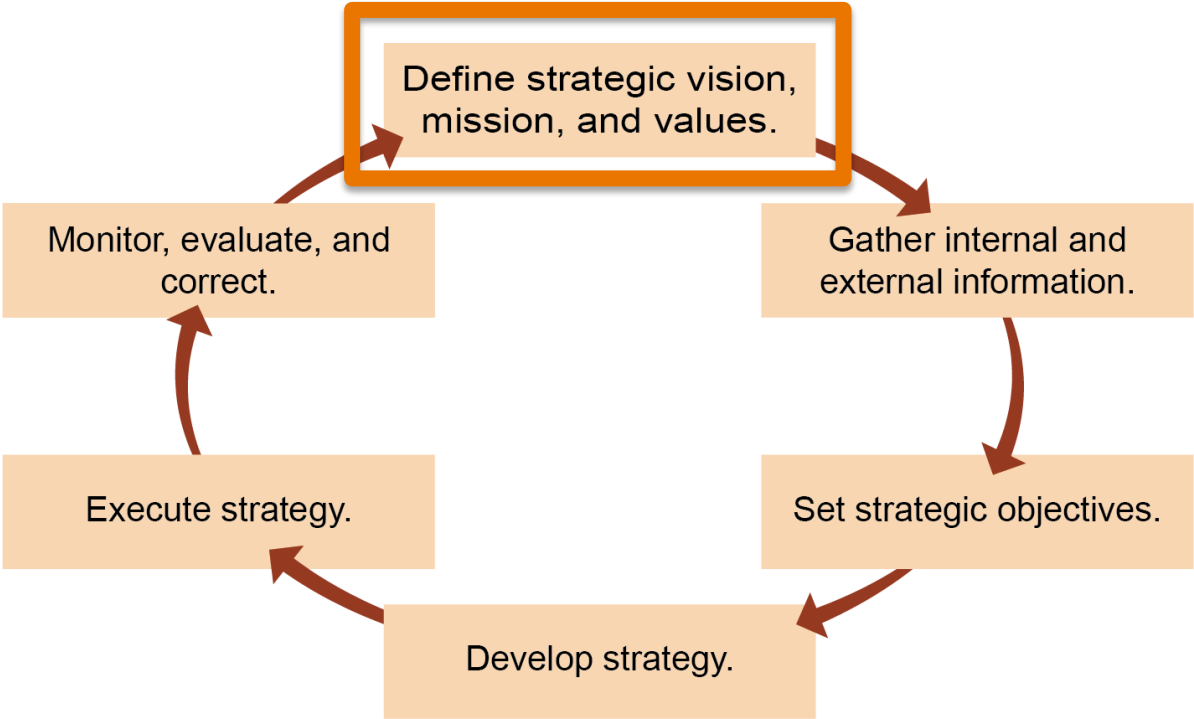 Define strategic vision,
mission, and values.
Gather internal and
external information.
Set strategic objectives.
Develop strategy.
Execute strategy.
Monitor, evaluate, and
correct.